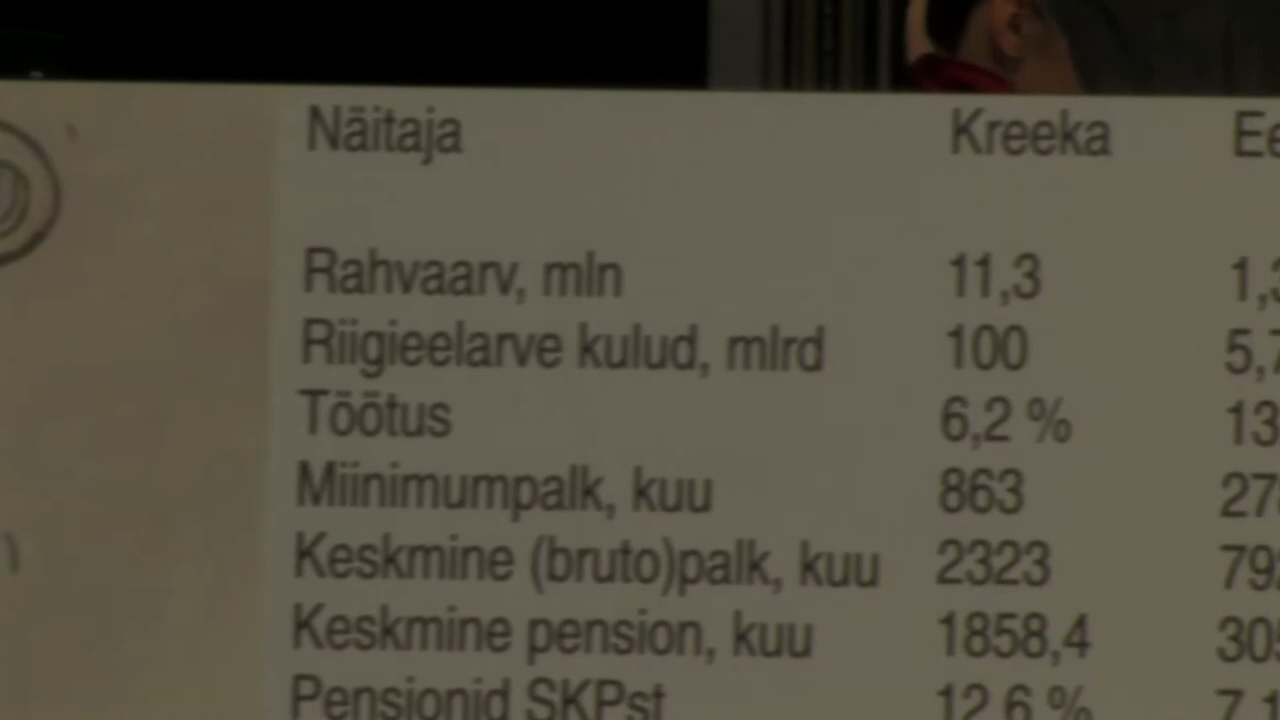 Näitaja Kreeka
Rahvaarv, mln 11,3
Riigieelarve kulud, mlrd 100
Töötus 6,2 %
Miinimumpalk, kuu 863
Keskmine (bruto)palk, kuu 2323
Keskmine pension, kuu 1858,4
Pensionid SKPst 12,6 %